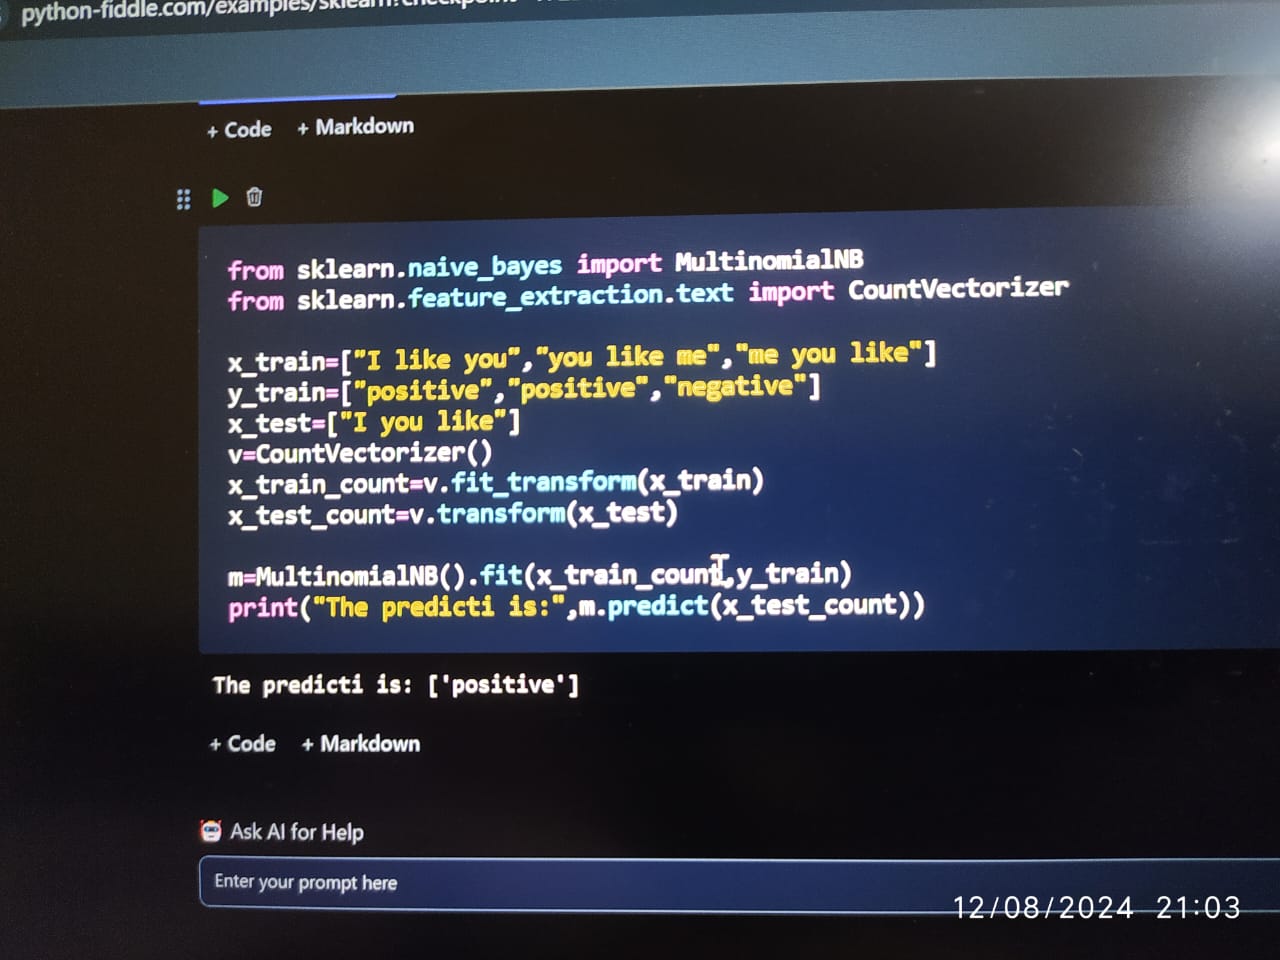 python-fiddle.com/examples/sklearn?checkpoint
+ Code + Markdown
from sklearn.naive_bayes import MultinomialNB
from sklearn.feature_extraction.text import CountVectorizer
x_train=["I like you","you like me","me you like"]
y_train=["positive","positive","negative"]
x_test=["I you like"]
v=CountVectorizer()
x_train_count=v.fit_transform(x_train)
x_test_count=v.transform(x_test)
m=MultinomialNB().fit(x_train_count,y_train)
print("The predicti is:",m.predict(x_test_count))
The predicti is: ['positive']
+ Code + Markdown
Ask AI for Help
Enter your prompt here
12/08/2024 21:03